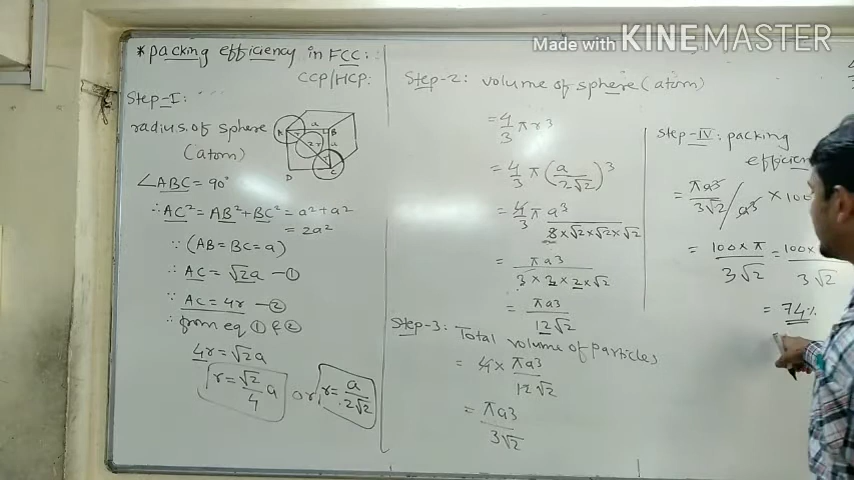 Made with KINEMASTER
*packing efficiency in FCC:
CCP/HCP:
Step-I:
radius of sphere
(atom)
A a B
r 2r a
r
D C
∠ABC = 90°
∴ AC² = AB² + BC² = a² + a²
= 2a²
∵ (AB = BC = a)
∴ AC = √2a - ①
∵ AC = 4r - ②
∴ from eq ① & ②
4r = √2a
r = √2/4 a or, r = a/2√2
Step-2: volume of sphere (atom)
= 4/3 πr³
= 4/3 π (a/2√2)³
= 4/3 π a³/8×√2×√2×√2
= πa³/3×2×2×√2
= πa³/12√2
Step-3: Total volume of particles
= 4 × πa³/12√2
= πa³/3√2
Step-IV: packing
= πa³/3√2 / a³ × 100
= 100×π/3√2 = 100×
3√2
= 74%